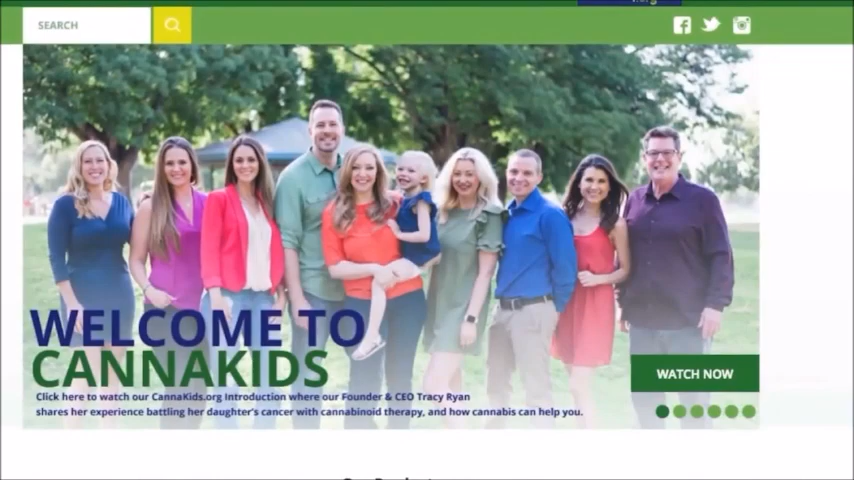 SEARCH
WELCOME TO
CANNAKIDS
Click here to watch our CannaKids.org Introduction where our Founder & CEO Tracy Ryan
shares her experience battling her daughter's cancer with cannabinoid therapy, and how cannabis can help you.
WATCH NOW